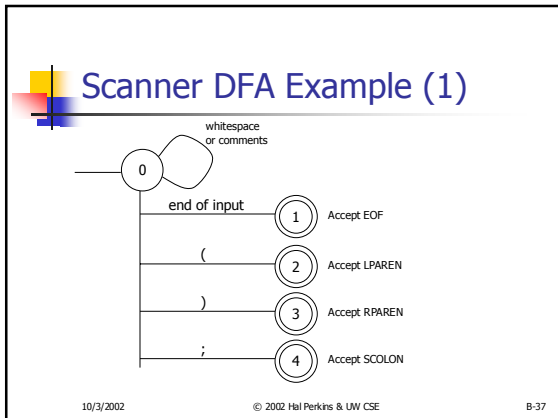 Scanner DFA Example (1)
whitespace
or comments
0
end of input
1
Accept EOF
(
2
Accept LPAREN
)
3
Accept RPAREN
;
4
Accept SCOLON
10/3/2002
© 2002 Hal Perkins & UW CSE
B-37